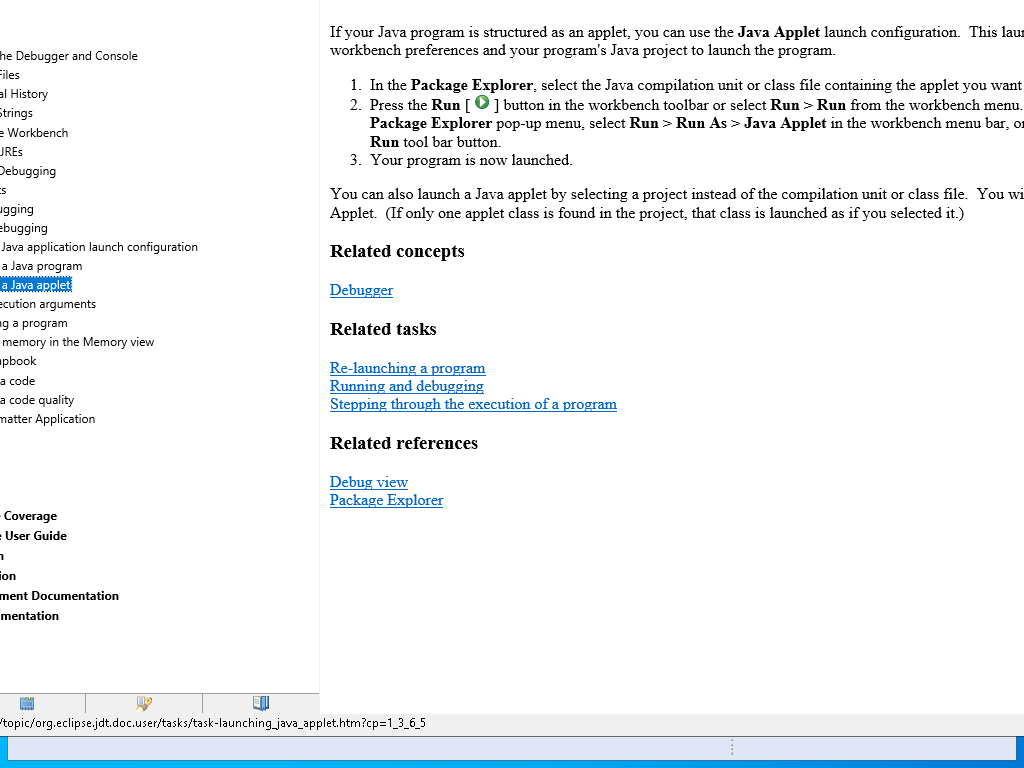 he Debugger and Console
Files
al History
Strings
e Workbench
JREs
Debugging
ts
ugging
ebugging
Java application launch configuration
a Java program
a Java applet
ecution arguments
ng a program
memory in the Memory view
apbook
a code
a code quality
matter Application
Coverage
e User Guide
n
ion
ment Documentation
mentation
If your Java program is structured as an applet, you can use the Java Applet launch configuration.  This lau
workbench preferences and your program's Java project to launch the program.
1. In the Package Explorer, select the Java compilation unit or class file containing the applet you want
2. Press the Run [ ] button in the workbench toolbar or select Run > Run from the workbench menu.
Package Explorer pop-up menu, select Run > Run As > Java Applet in the workbench menu bar, or
Run tool bar button.
3. Your program is now launched.
You can also launch a Java applet by selecting a project instead of the compilation unit or class file.  You wi
Applet.  (If only one applet class is found in the project, that class is launched as if you selected it.)
Related concepts
Debugger
Related tasks
Re-launching a program
Running and debugging
Stepping through the execution of a program
Related references
Debug view
Package Explorer
/topic/org.eclipse.jdt.doc.user/tasks/task-launching_java_applet.htm?cp=1_3_6_5